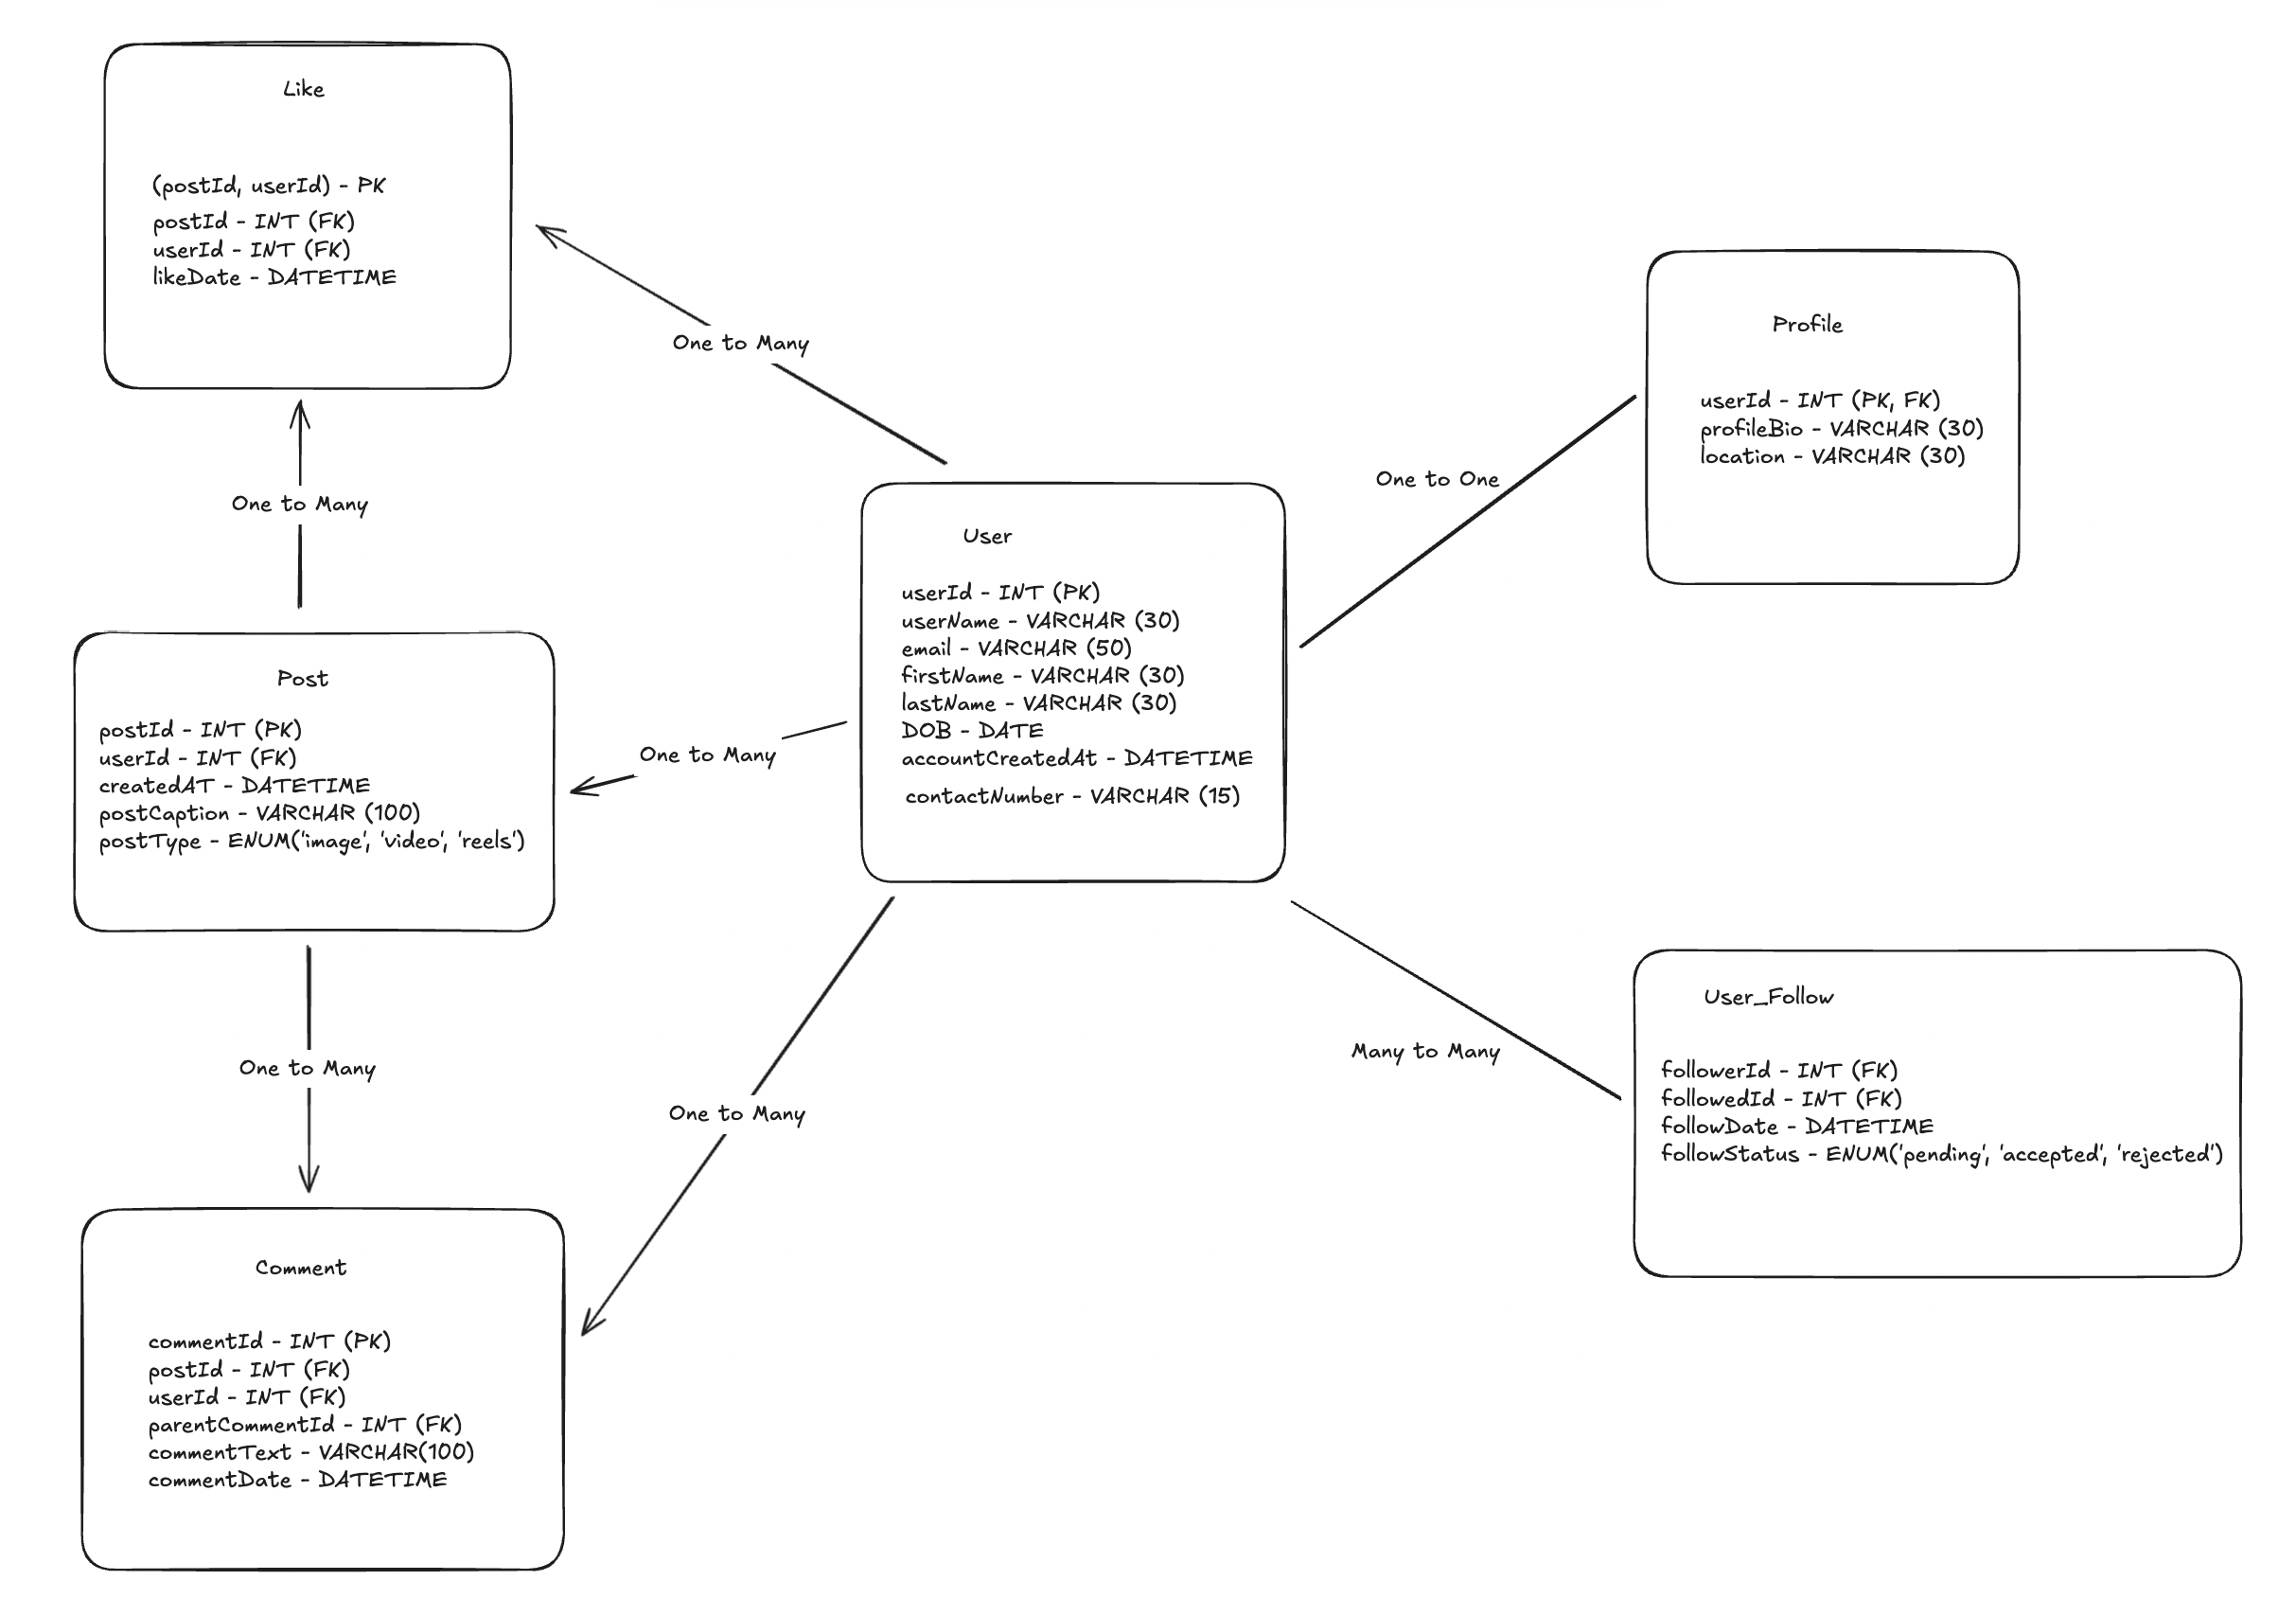 Like
(postId, userId) - PK
postId - INT (FK)
userId - INT (FK)
likeDate - DATETIME
One to Many
One to Many
Profile
userId - INT (PK, FK)
profileBio - VARCHAR (30)
location - VARCHAR (30)
One to One
User
userId - INT (PK)
userName - VARCHAR (30)
email - VARCHAR (50)
firstName - VARCHAR (30)
lastName - VARCHAR (30)
DOB - DATE
accountCreatedAt - DATETIME
contactNumber - VARCHAR (15)
Post
postId - INT (PK)
userId - INT (FK)
createdAT - DATETIME
postCaption - VARCHAR (100)
postType - ENUM('image', 'video', 'reels')
One to Many
One to Many
One to Many
Many to Many
User_Follow
followerId - INT (FK)
followedId - INT (FK)
followDate - DATETIME
followStatus - ENUM('pending', 'accepted', 'rejected')
Comment
commentId - INT (PK)
postId - INT (FK)
userId - INT (FK)
parentCommentId - INT (FK)
commentText - VARCHAR(100)
commentDate - DATETIME